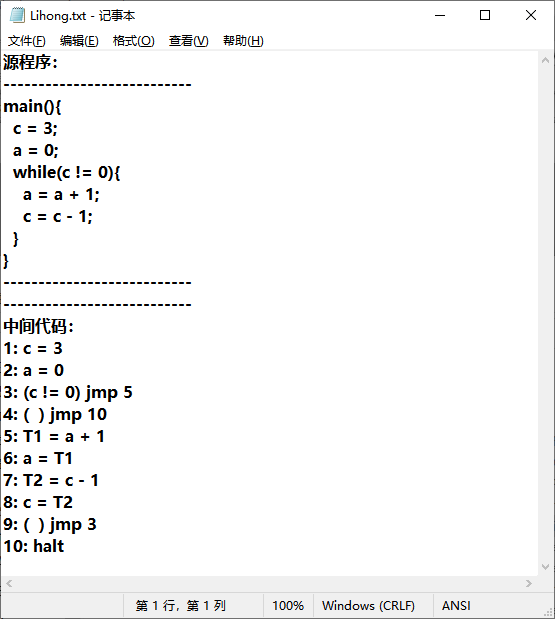 Lihong.txt - 记事本
文件(F) 编辑(E) 格式(O) 查看(V) 帮助(H)
源程序：
---------------------------
main(){
  c = 3;
  a = 0;
  while(c != 0){
    a = a + 1;
    c = c - 1;
  }
}
---------------------------
---------------------------
中间代码：
1: c = 3
2: a = 0
3: (c != 0) jmp 5
4: (  ) jmp 10
5: T1 = a + 1
6: a = T1
7: T2 = c - 1
8: c = T2
9: (  ) jmp 3
10: halt
第 1 行，第 1 列 100% Windows (CRLF) ANSI